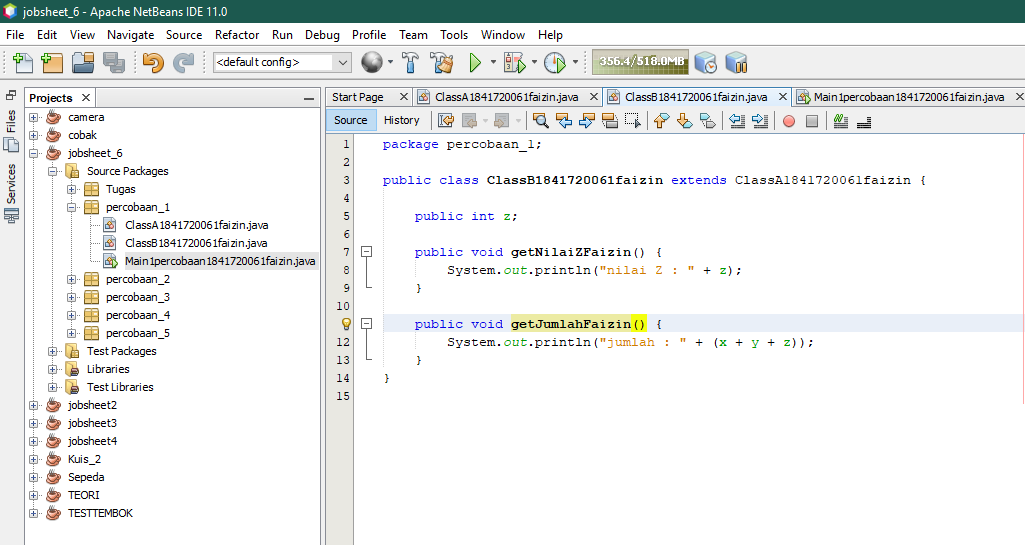 jobsheet_6 - Apache NetBeans IDE 11.0
File Edit View Navigate Source Refactor Run Debug Profile Team Tools Window Help
<default config>
356.4/518.0MB
Files
Services
Projects
camera
cobak
jobsheet_6
Source Packages
Tugas
percobaan_1
ClassA1841720061faizin.java
ClassB1841720061faizin.java
Main1percobaan1841720061faizin.java
percobaan_2
percobaan_3
percobaan_4
percobaan_5
Test Packages
Libraries
Test Libraries
jobsheet2
jobsheet3
jobsheet4
Kuis_2
Sepeda
TEORI
TESTTEMBOK
Start Page ClassA1841720061faizin.java ClassB1841720061faizin.java Main1percobaan1841720061faizin.java
Source History
1 package percobaan_1;
2
3 public class ClassB1841720061faizin extends ClassA1841720061faizin {
4
5 public int z;
6
7 public void getNilaiZFaizin() {
8 System.out.println("nilai Z : " + z);
9 }
10
public void getJumlahFaizin() {
12 System.out.println("jumlah : " + (x + y + z));
13 }
14 }
15